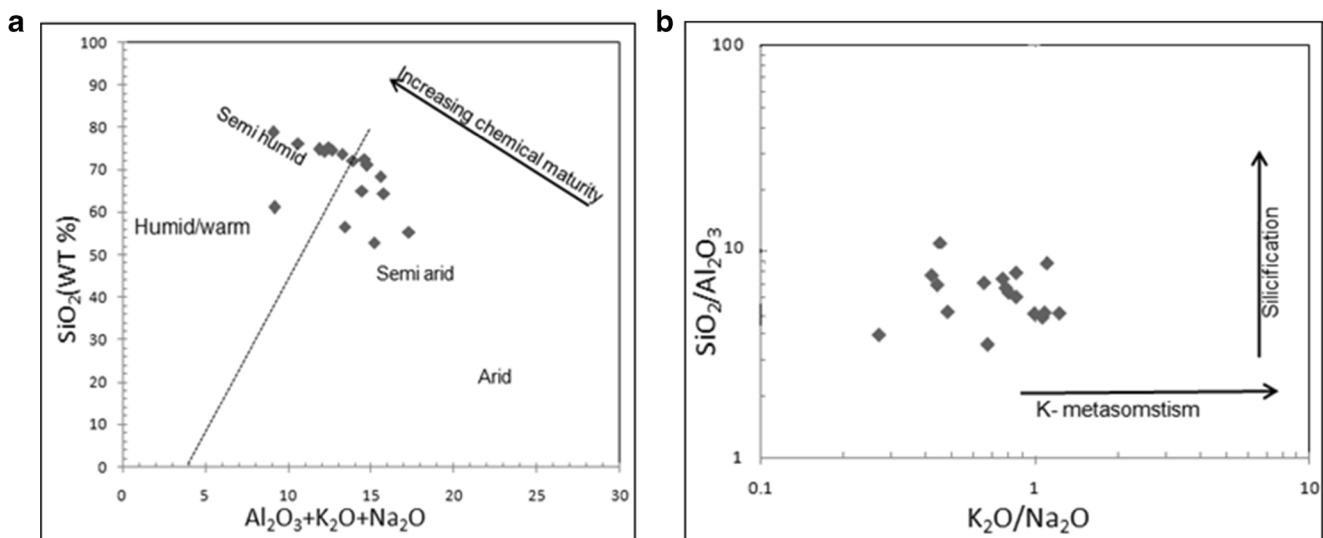 a
100
90
80
70
60
50
40
30
20
10
0
SiO₂(WT %)
Semi humid
Increasing chemical maturity
Humid/warm
Semi arid
Arid
0 5 10 15 20 25 30
Al₂O₃+K₂O+Na₂O
b
100
10
1
SiO₂/Al₂O₃
Silicification
K- metasomstism
0.1 1 10
K₂O/Na₂O